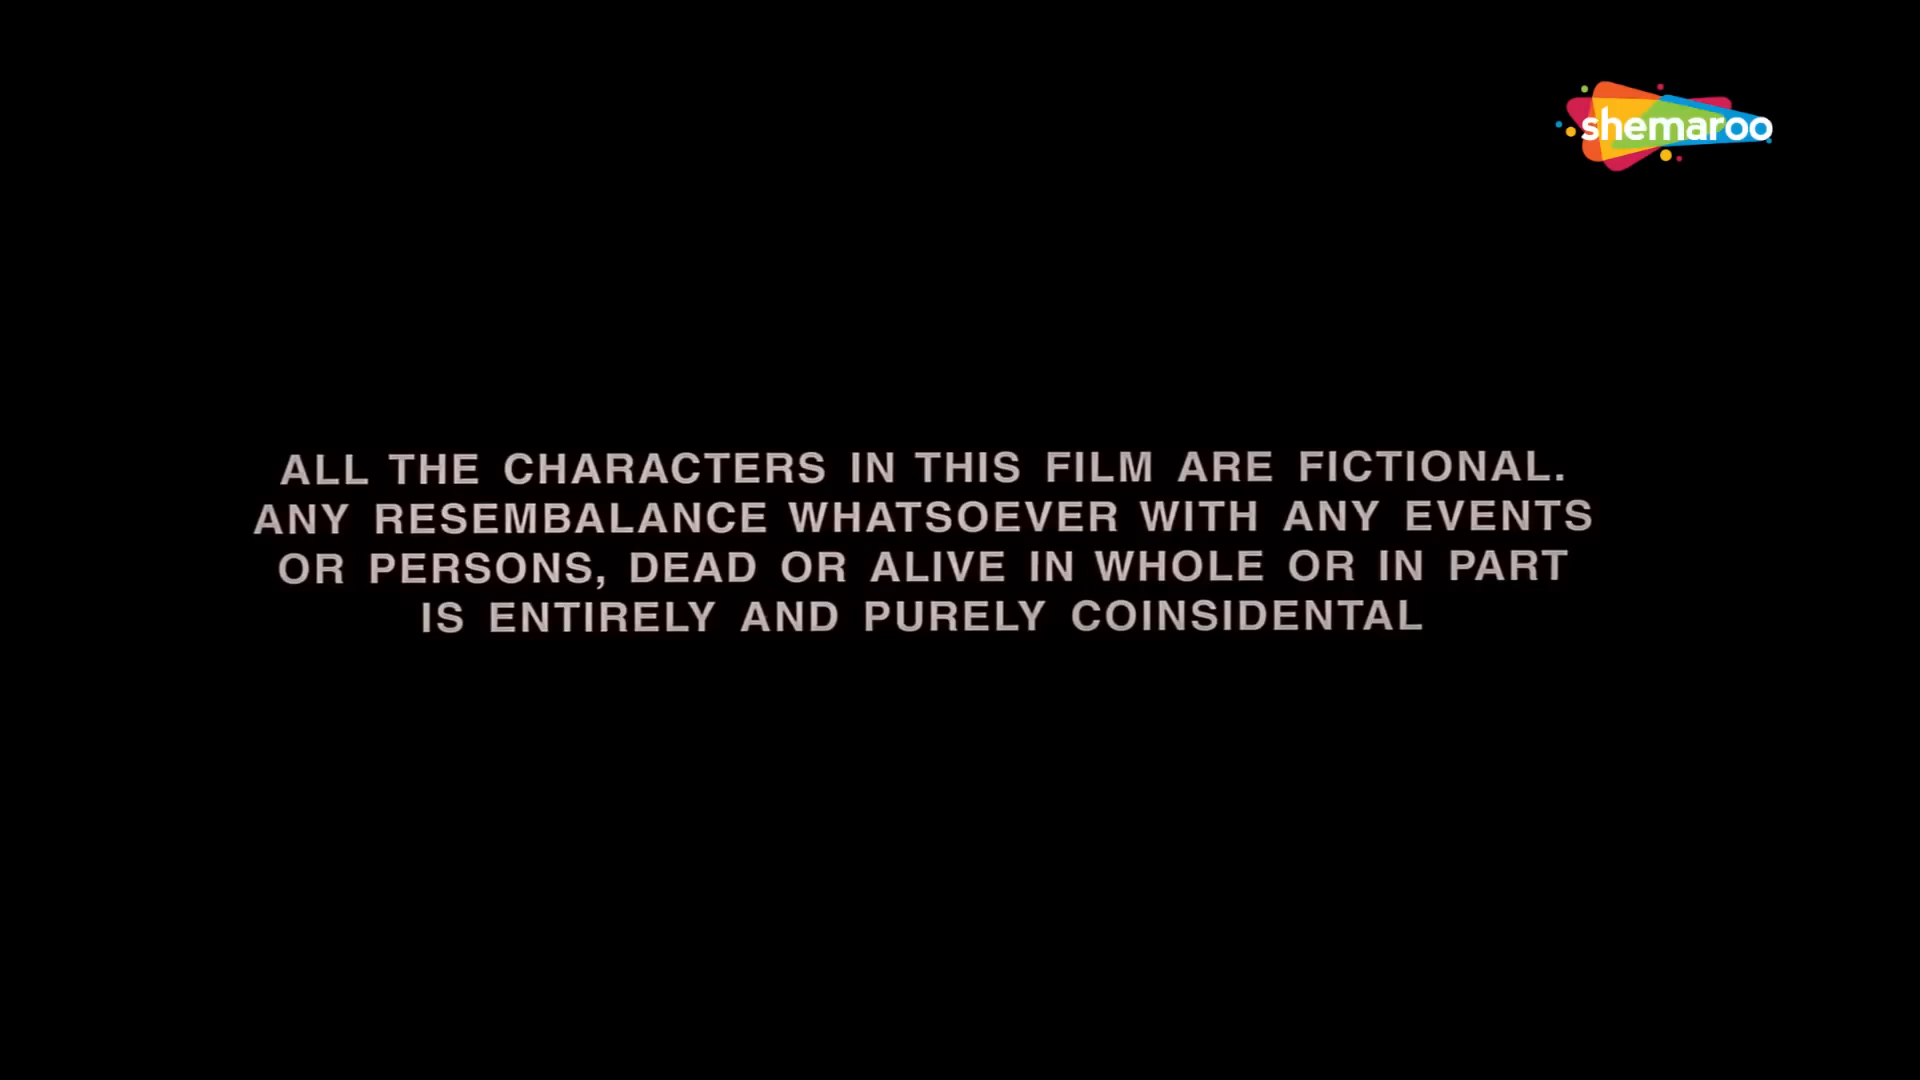 shemaroo
ALL THE CHARACTERS IN THIS FILM ARE FICTIONAL.
ANY RESEMBALANCE WHATSOEVER WITH ANY EVENTS
OR PERSONS, DEAD OR ALIVE IN WHOLE OR IN PART
IS ENTIRELY AND PURELY COINSIDENTAL